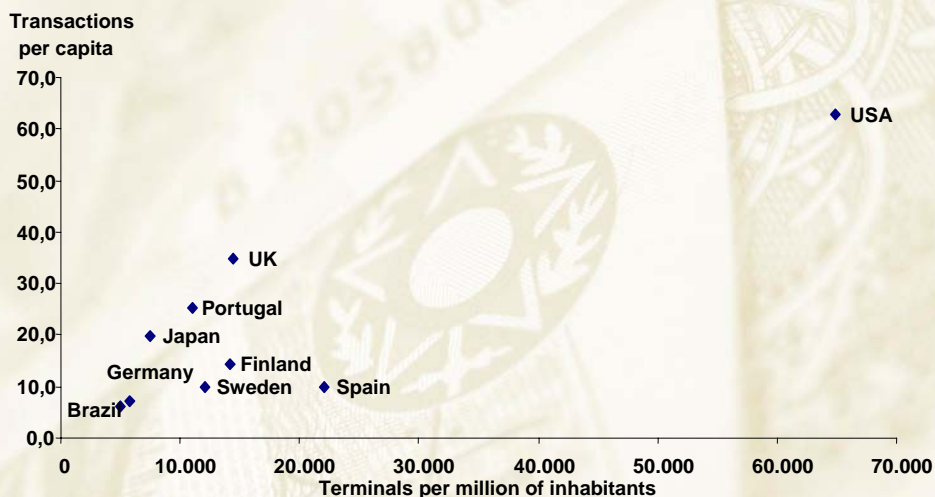 Transactions
per capita
70,0
60,0
50,0
40,0
30,0
20,0
10,0
0,0
USA
UK
Portugal
Japan
Finland
Germany
Sweden
Spain
Brazil
0
10.000
20.000
30.000
40.000
50.000
60.000
70.000
Terminals per million of inhabitants